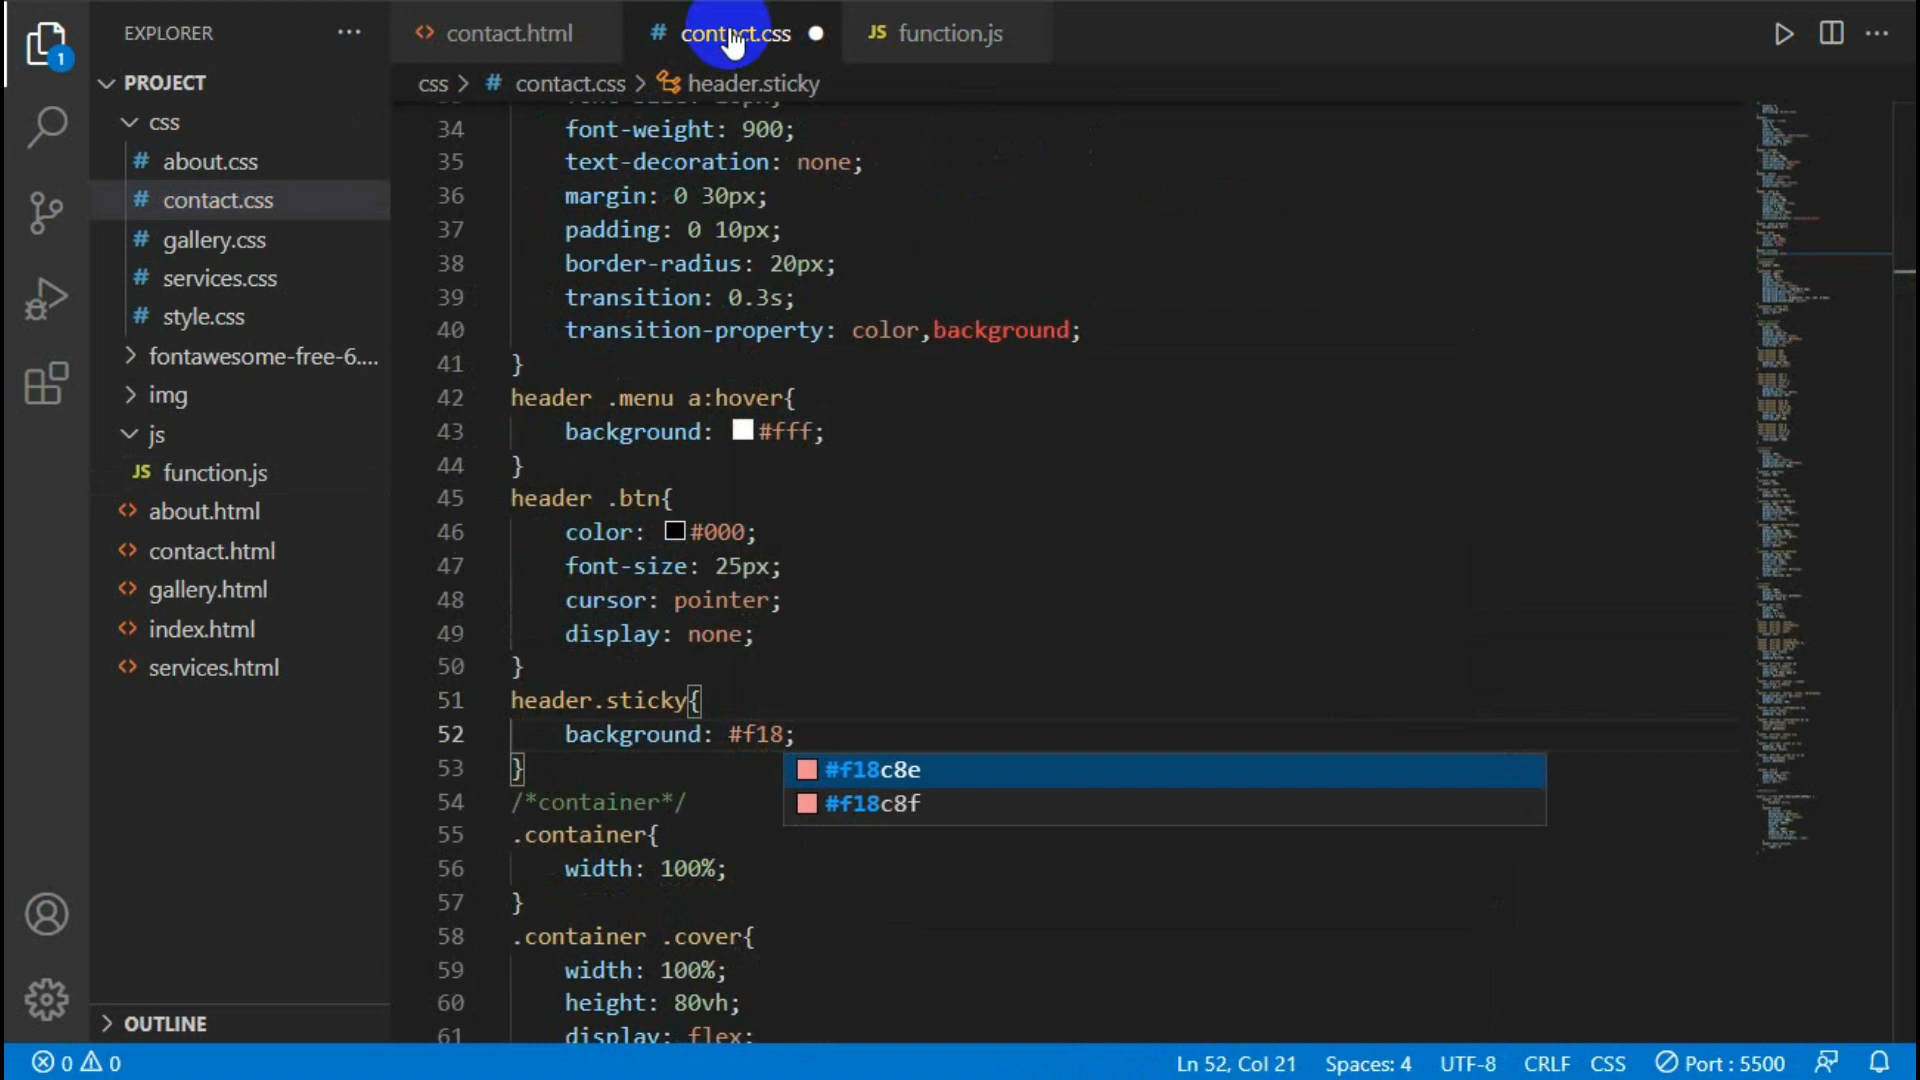 EXPLORER
1
PROJECT
css
# about.css
# contact.css
# gallery.css
# services.css
# style.css
fontawesome-free-6....
img
js
JS function.js
<> about.html
<> contact.html
<> gallery.html
<> index.html
<> services.html
OUTLINE
<> contact.html
# contact.css
JS function.js
css > # contact.css > header.sticky
34 font-weight: 900;
35 text-decoration: none;
36 margin: 0 30px;
37 padding: 0 10px;
38 border-radius: 20px;
39 transition: 0.3s;
40 transition-property: color,background;
41 }
42 header .menu a:hover{
43 background: #fff;
44 }
45 header .btn{
46 color: #000;
47 font-size: 25px;
48 cursor: pointer;
49 display: none;
50 }
51 header.sticky{
52 background: #f18;
#f18c8e
#f18c8f
53 }
54 /*container*/
55 .container{
56 width: 100%;
57 }
58 .container .cover{
59 width: 100%;
60 height: 80vh;
61 display: flex;
0 0
Ln 52, Col 21
Spaces: 4
UTF-8
CRLF
CSS
Port : 5500